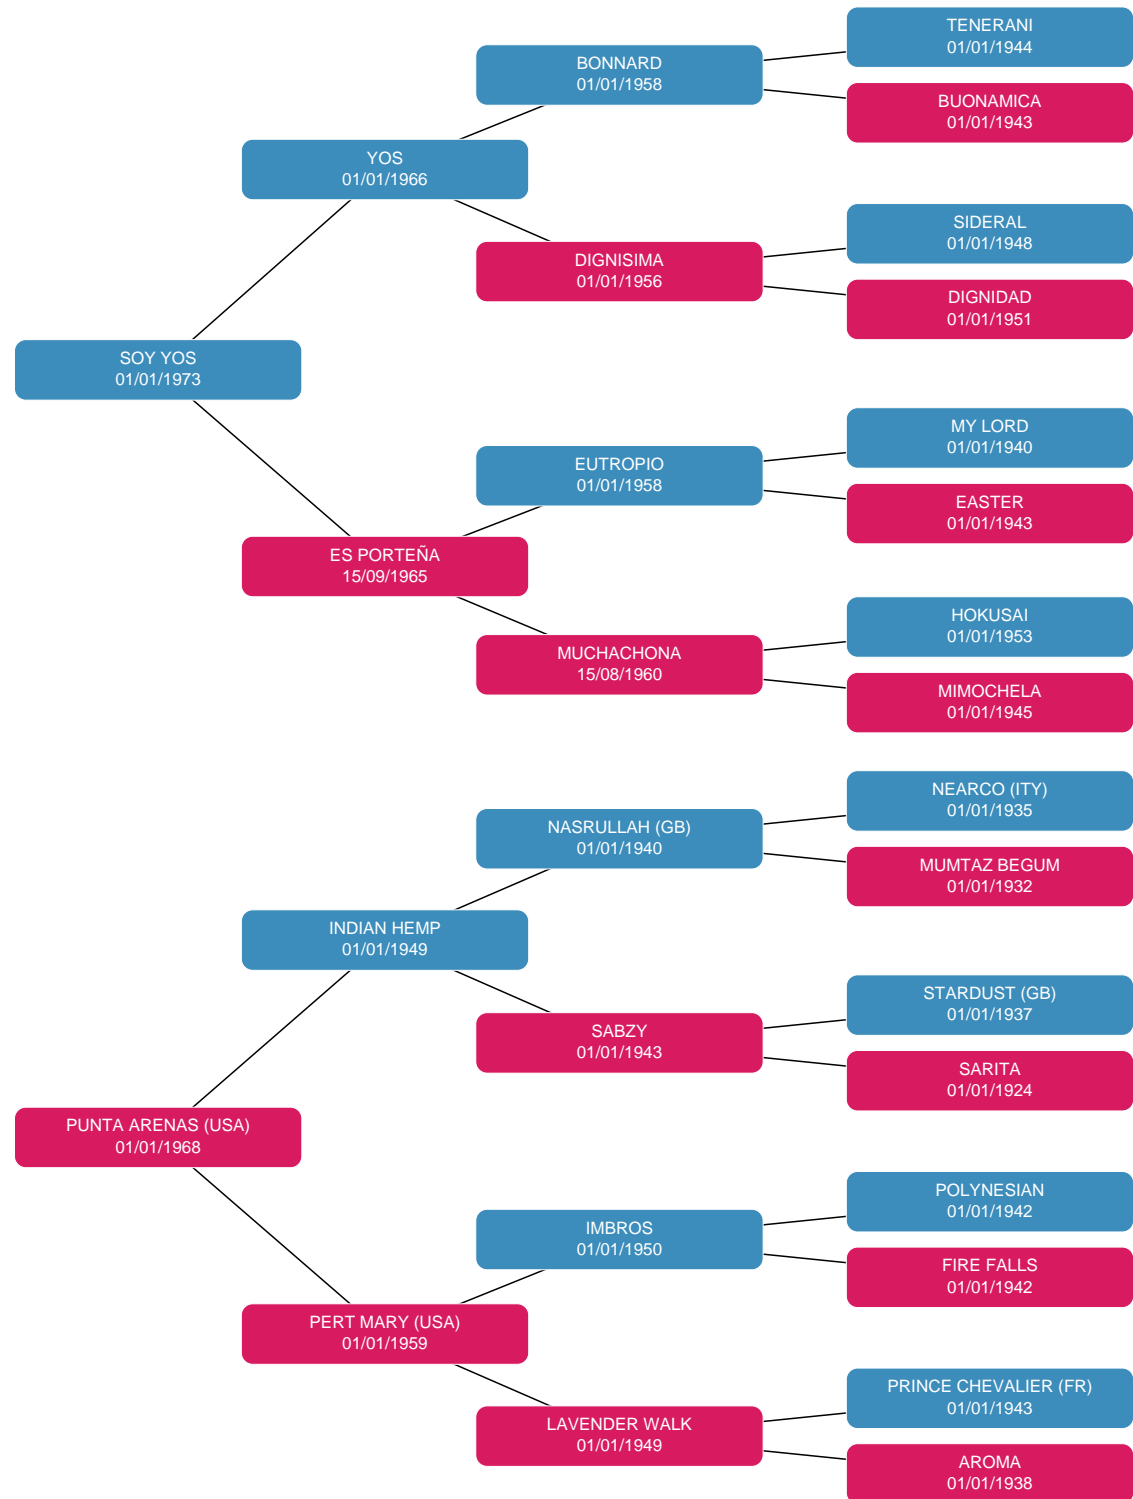 TENERANI
01/01/1944
BONNARD
01/01/1958
BUONAMICA
01/01/1943
YOS
01/01/1966
SIDERAL
01/01/1948
DIGNISIMA
01/01/1956
DIGNIDAD
01/01/1951
SOY YOS
01/01/1973
MY LORD
01/01/1940
EUTROPIO
01/01/1958
EASTER
01/01/1943
ES PORTEÑA
15/09/1965
HOKUSAI
01/01/1953
MUCHACHONA
15/08/1960
MIMOCHELA
01/01/1945
NEARCO (ITY)
01/01/1935
NASRULLAH (GB)
01/01/1940
MUMTAZ BEGUM
01/01/1932
INDIAN HEMP
01/01/1949
STARDUST (GB)
01/01/1937
SABZY
01/01/1943
SARITA
01/01/1924
PUNTA ARENAS (USA)
01/01/1968
POLYNESIAN
01/01/1942
IMBROS
01/01/1950
FIRE FALLS
01/01/1942
PERT MARY (USA)
01/01/1959
PRINCE CHEVALIER (FR)
01/01/1943
LAVENDER WALK
01/01/1949
AROMA
01/01/1938